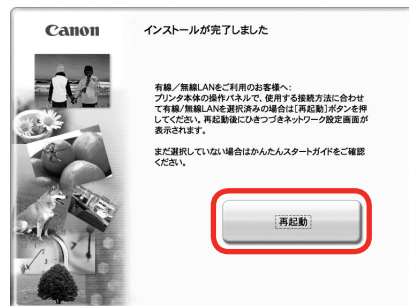 Canon
インストールが完了しました
有線／無線LANをご利用のお客様へ：
プリンタ本体の操作パネルで、使用する接続方法に合わせ
て有線/無線LANを選択済みの場合は［再起動］ボタンを押
してください。再起動後にひきつづきネットワーク設定画面が
表示されます。
まだ選択していない場合はかんたんスタートガイドをご確認
ください。
再起動